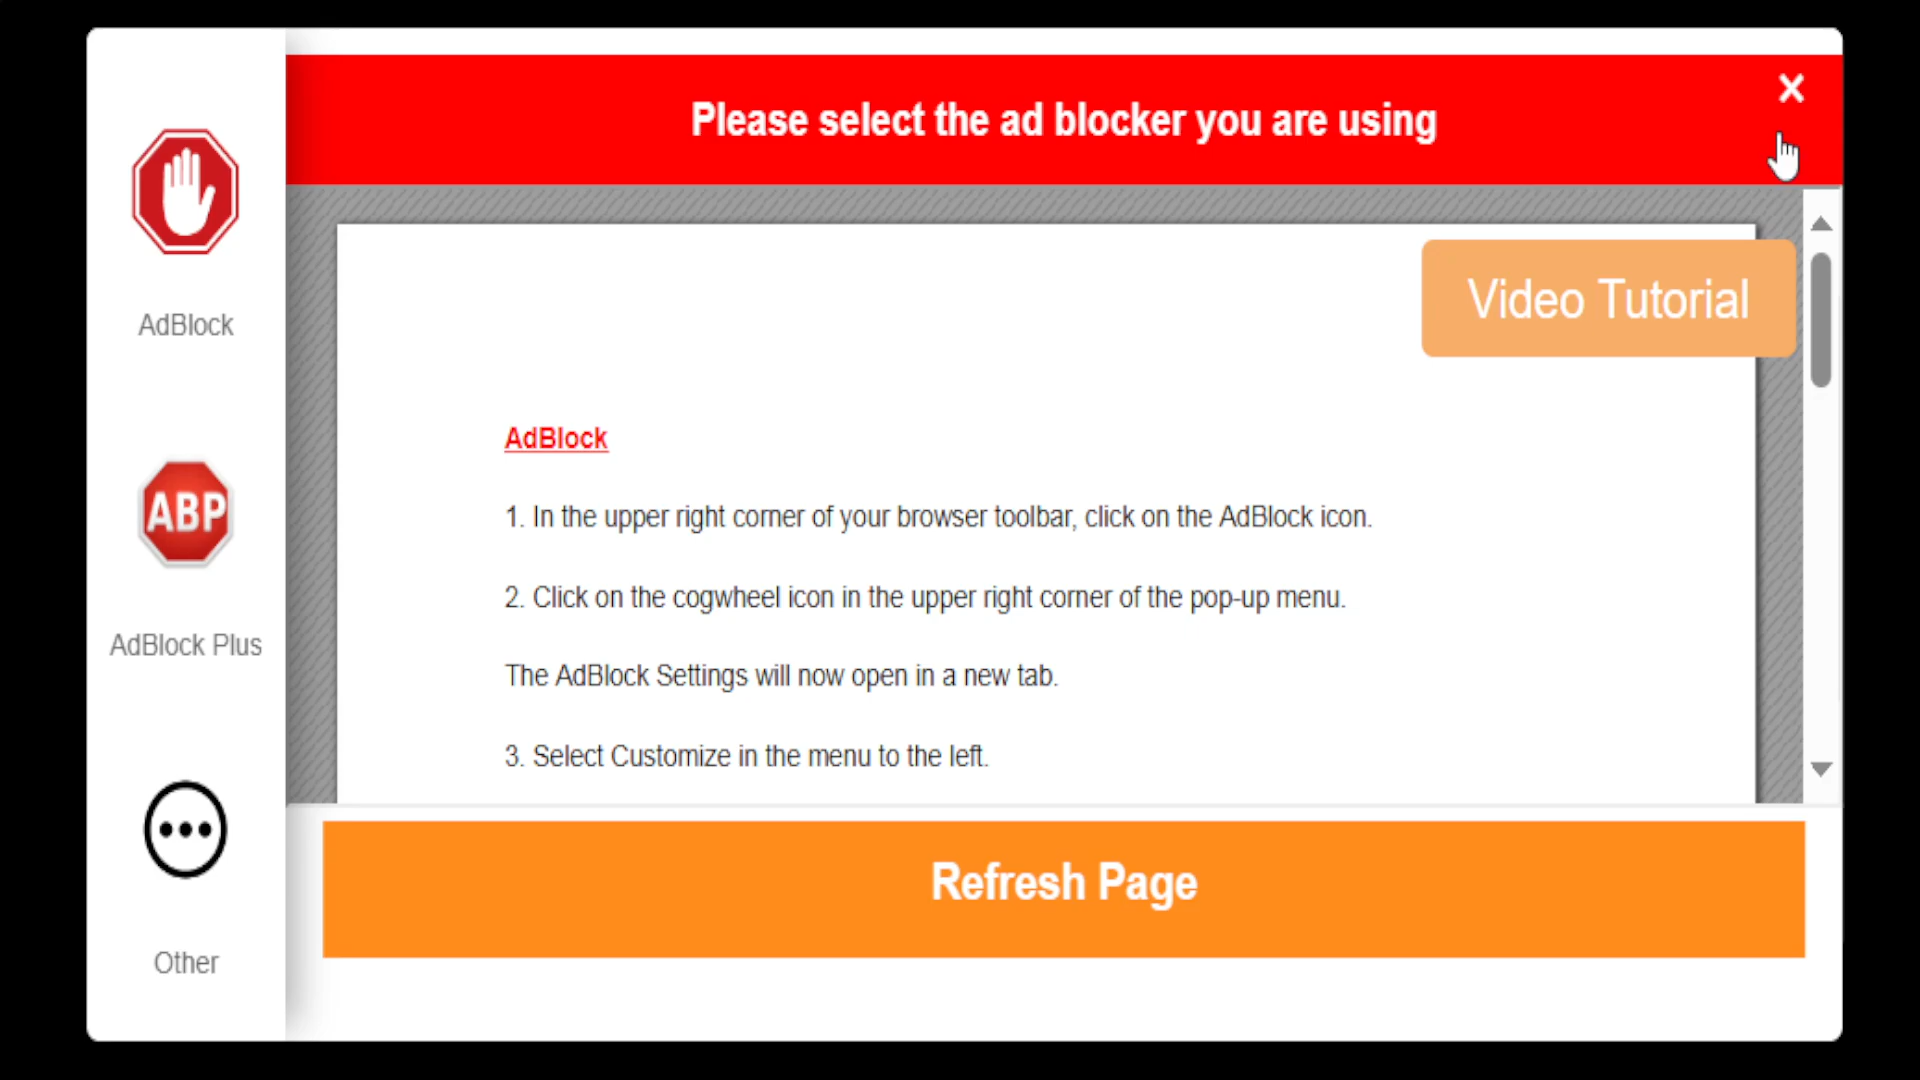 Please select the ad blocker you are using
×
AdBlock
ABP
AdBlock Plus
Other
Video Tutorial
AdBlock
1. In the upper right corner of your browser toolbar, click on the AdBlock icon.
2. Click on the cogwheel icon in the upper right corner of the pop-up menu.
The AdBlock Settings will now open in a new tab.
3. Select Customize in the menu to the left.
Refresh Page